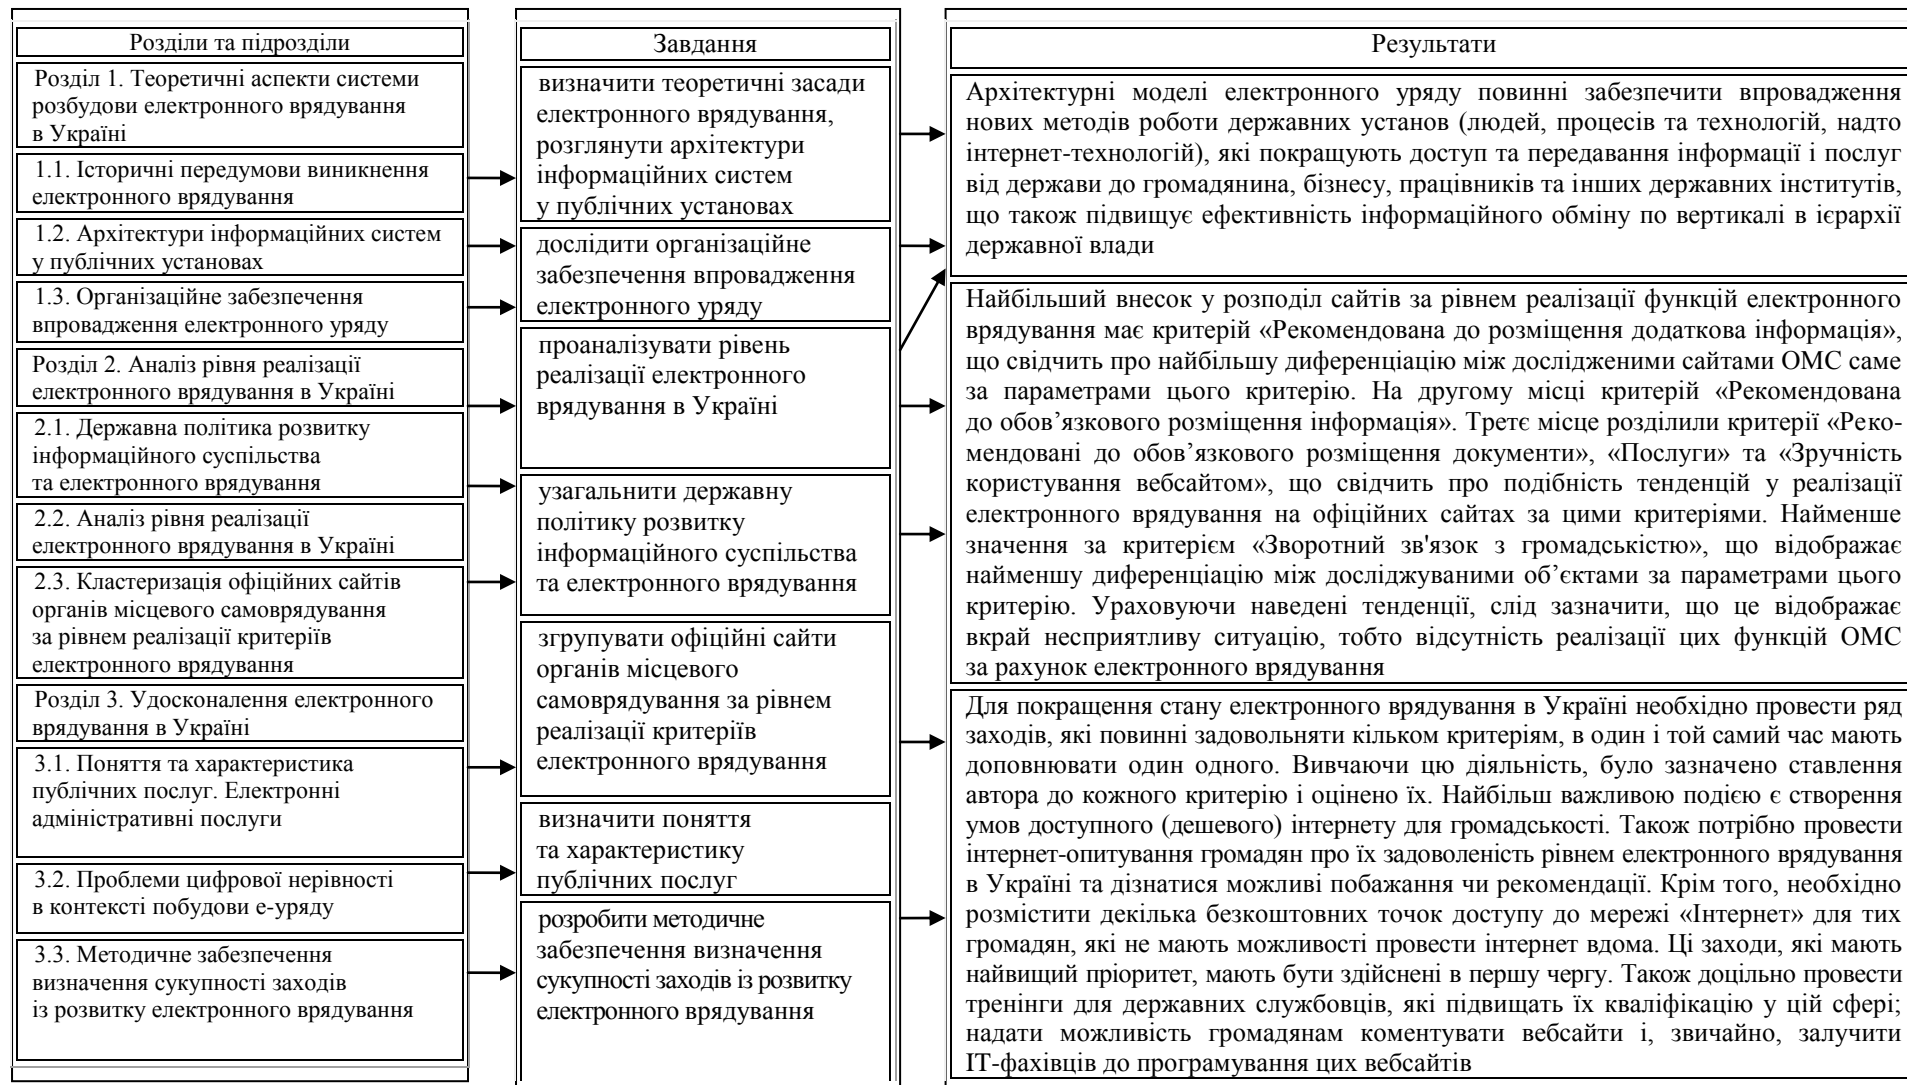 Розділи та підрозділи
Розділ 1. Теоретичні аспекти системи
розбудови електронного врядування
в Україні
1.1. Історичні передумови виникнення
електронного врядування
1.2. Архітектури інформаційних систем
у публічних установах
1.3. Організаційне забезпечення
впровадження електронного уряду
Розділ 2. Аналіз рівня реалізації
електронного врядування в Україні
2.1. Державна політика розвитку
інформаційного суспільства
та електронного врядування
2.2. Аналіз рівня реалізації
електронного врядування в Україні
2.3. Кластеризація офіційних сайтів
органів місцевого самоврядування
за рівнем реалізації критеріїв
електронного врядування
Розділ 3. Удосконалення електронного
врядування в Україні
3.1. Поняття та характеристика
публічних послуг. Електронні
адміністративні послуги
3.2. Проблеми цифрової нерівності
в контексті побудови е-уряду
3.3. Методичне забезпечення
визначення сукупності заходів
із розвитку електронного врядування
Завдання
визначити теоретичні засади
електронного врядування,
розглянути архітектури
інформаційних систем
у публічних установах
дослідити організаційне
забезпечення впровадження
електронного уряду
проаналізувати рівень
реалізації електронного
врядування в Україні
узагальнити державну
політику розвитку
інформаційного суспільства
та електронного врядування
згрупувати офіційні сайти
органів місцевого
самоврядування за рівнем
реалізації критеріїв
електронного врядування
визначити поняття
та характеристику
публічних послуг
розробити методичне
забезпечення визначення
сукупності заходів із розвитку
електронного врядування
Результати
Архітектурні моделі електронного уряду повинні забезпечити впровадження
нових методів роботи державних установ (людей, процесів та технологій, надто
інтернет-технологій), які покращують доступ та передавання інформації і послуг
від держави до громадянина, бізнесу, працівників та інших державних інститутів,
що також підвищує ефективність інформаційного обміну по вертикалі в ієрархії
державної влади
Найбільший внесок у розподіл сайтів за рівнем реалізації функцій електронного
врядування має критерій «Рекомендована до розміщення додаткова інформація»,
що свідчить про найбільшу диференціацію між дослідженими сайтами ОМС саме
за параметрами цього критерію. На другому місці критерій «Рекомендована
до обов’язкового розміщення інформація». Третє місце розділили критерії «Реко-
мендовані до обов’язкового розміщення документи», «Послуги» та «Зручність
користування вебсайтом», що свідчить про подібність тенденцій у реалізації
електронного врядування на офіційних сайтах за цими критеріями. Найменше
значення за критерієм «Зворотний зв'язок з громадськістю», що відображає
найменшу диференціацію між досліджуваними об’єктами за параметрами цього
критерію. Ураховуючи наведені тенденції, слід зазначити, що це відображає
вкрай несприятливу ситуацію, тобто відсутність реалізації цих функцій ОМС
за рахунок електронного врядування
Для покращення стану електронного врядування в Україні необхідно провести ряд
заходів, які повинні задовольняти кільком критеріям, в один і той самий час мають
доповнювати один одного. Вивчаючи цю діяльність, було зазначено ставлення
автора до кожного критерію і оцінено їх. Найбільш важливою подією є створення
умов доступного (дешевого) інтернету для громадськості. Також потрібно провести
інтернет-опитування громадян про їх задоволеність рівнем електронного врядування
в Україні та дізнатися можливі побажання чи рекомендації. Крім того, необхідно
розмістити декілька безкоштовних точок доступу до мережі «Інтернет» для тих
громадян, які не мають можливості провести інтернет вдома. Ці заходи, які мають
найвищий пріоритет, мають бути здійснені в першу чергу. Також доцільно провести
тренінги для державних службовців, які підвищать їх кваліфікацію у цій сфері;
надати можливість громадянам коментувати вебсайти і, звичайно, залучити
ІТ-фахівців до програмування цих вебсайтів